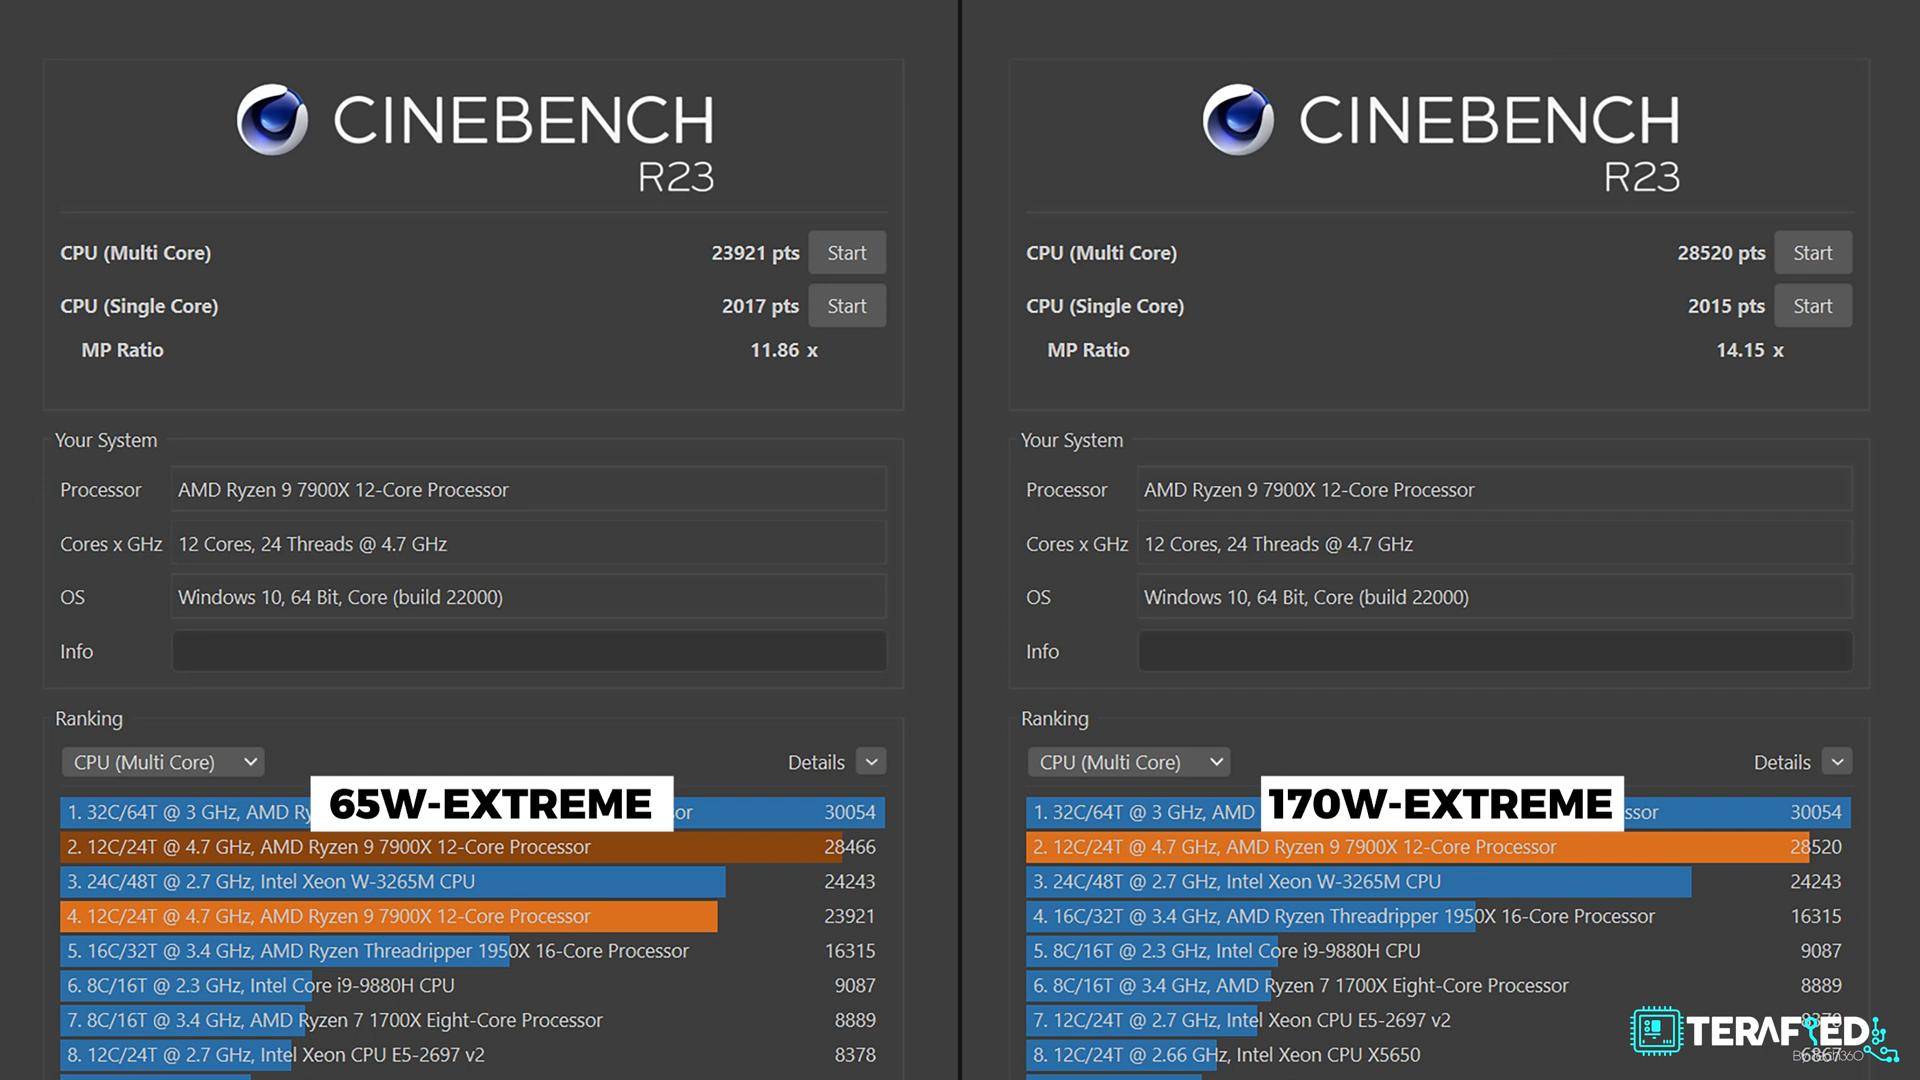 CINEBENCH
R23
CPU (Multi Core) 23921 pts Start
CPU (Single Core) 2017 pts Start
MP Ratio 11.86 x
Your System
Processor AMD Ryzen 9 7900X 12-Core Processor
Cores x GHz 12 Cores, 24 Threads @ 4.7 GHz
OS Windows 10, 64 Bit, Core (build 22000)
Info
Ranking
CPU (Multi Core) Details
65W-EXTREME
1. 32C/64T @ 3 GHz, AMD 30054
2. 12C/24T @ 4.7 GHz, AMD Ryzen 9 7900X 12-Core Processor 28466
3. 24C/48T @ 2.7 GHz, Intel Xeon W-3265M CPU 24243
4. 12C/24T @ 4.7 GHz, AMD Ryzen 9 7900X 12-Core Processor 23921
5. 16C/32T @ 3.4 GHz, AMD Ryzen Threadripper 1950X 16-Core Processor 16315
6. 8C/16T @ 2.3 GHz, Intel Core i9-9880H CPU 9087
7. 8C/16T @ 3.4 GHz, AMD Ryzen 7 1700X Eight-Core Processor 8889
8. 12C/24T @ 2.7 GHz, Intel Xeon CPU E5-2697 v2 8378
CINEBENCH
R23
CPU (Multi Core) 28520 pts Start
CPU (Single Core) 2015 pts Start
MP Ratio 14.15 x
Your System
Processor AMD Ryzen 9 7900X 12-Core Processor
Cores x GHz 12 Cores, 24 Threads @ 4.7 GHz
OS Windows 10, 64 Bit, Core (build 22000)
Info
Ranking
CPU (Multi Core) Details
170W-EXTREME
1. 32C/64T @ 3 GHz, AMD 30054
2. 12C/24T @ 4.7 GHz, AMD Ryzen 9 7900X 12-Core Processor 28520
3. 24C/48T @ 2.7 GHz, Intel Xeon W-3265M CPU 24243
4. 16C/32T @ 3.4 GHz, AMD Ryzen Threadripper 1950X 16-Core Processor 16315
5. 8C/16T @ 2.3 GHz, Intel Core i9-9880H CPU 9087
6. 8C/16T @ 3.4 GHz, AMD Ryzen 7 1700X Eight-Core Processor 8889
7. 12C/24T @ 2.7 GHz, Intel Xeon CPU E5-2697 v2
8. 12C/24T @ 2.66 GHz, Intel Xeon CPU X5650
TERAFIED